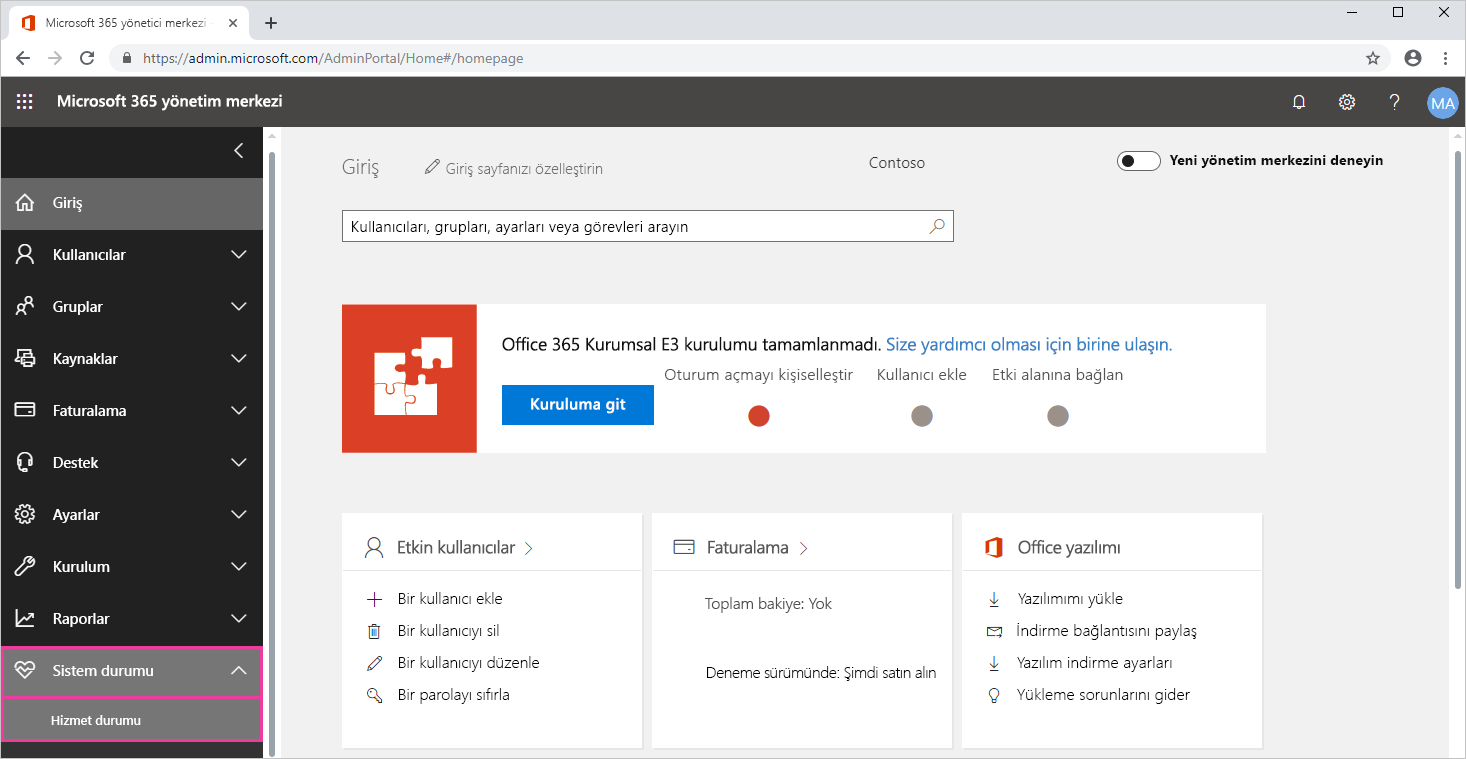 Microsoft 365 yönetici merkezi -
https://admin.microsoft.com/AdminPortal/Home#/homepage
Microsoft 365 yönetim merkezi
?
MA
Giriş
Kullanıcılar
Gruplar
Kaynaklar
Faturalama
Destek
Ayarlar
Kurulum
Raporlar
Sistem durumu
Hizmet durumu
Giriş
Giriş sayfanızı özelleştirin
Contoso
Yeni yönetim merkezini deneyin
Kullanıcıları, grupları, ayarları veya görevleri arayın
Office 365 Kurumsal E3 kurulumu tamamlanmadı. Size yardımcı olması için birine ulaşın.
Kuruluma git
Oturum açmayı kişiselleştir
Kullanıcı ekle
Etki alanına bağlan
Etkin kullanıcılar
Bir kullanıcı ekle
Bir kullanıcıyı sil
Bir kullanıcıyı düzenle
Bir parolayı sıfırla
Faturalama
Toplam bakiye: Yok
Deneme sürümünde: Şimdi satın alın
Office yazılımı
Yazılımımı yükle
İndirme bağlantısını paylaş
Yazılım indirme ayarları
Yükleme sorunlarını gider